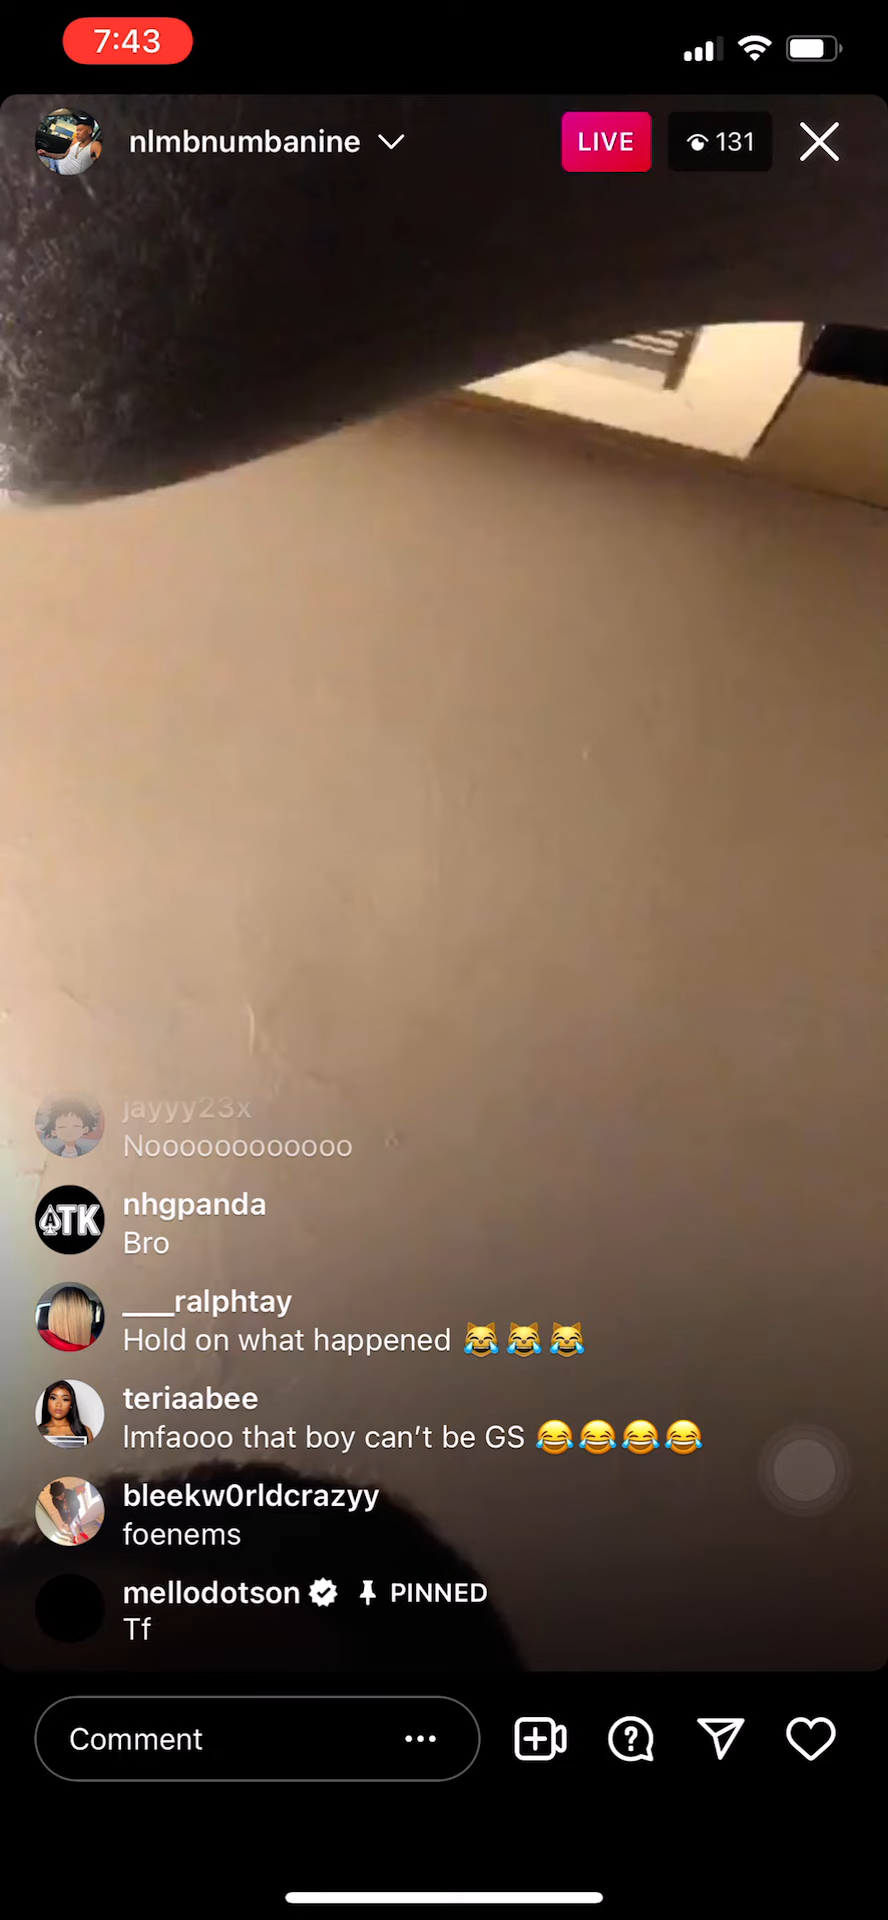 7:43
nlmbnumbanine
LIVE
131
jayyy23x
Noooooooooooo
nhgpanda
ATK
Bro
___ralphtay
Hold on what happened 😹😹😹
teriaabee
lmfaooo that boy can't be GS 😂😂😂😂
bleekw0rldcrazyy
foenems
mellodotson PINNED
Tf
Comment